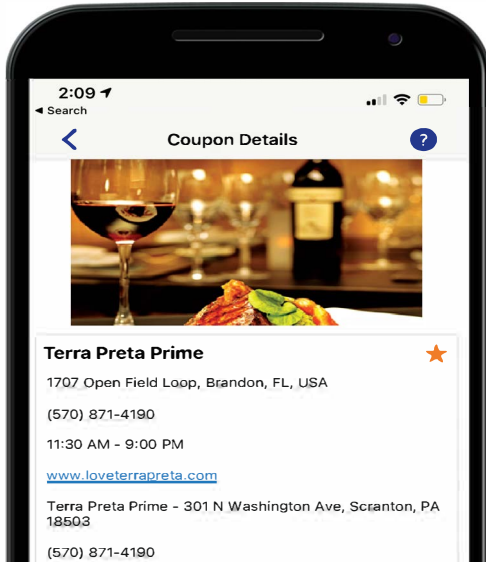 2:09
◀ Search
Coupon Details
?
Terra Preta Prime
1707 Open Field Loop, Brandon, FL, USA
(570) 871-4190
11:30 AM - 9:00 PM
www.loveterrapreta.com
Terra Preta Prime - 301 N Washington Ave, Scranton, PA
18503
(570) 871-4190